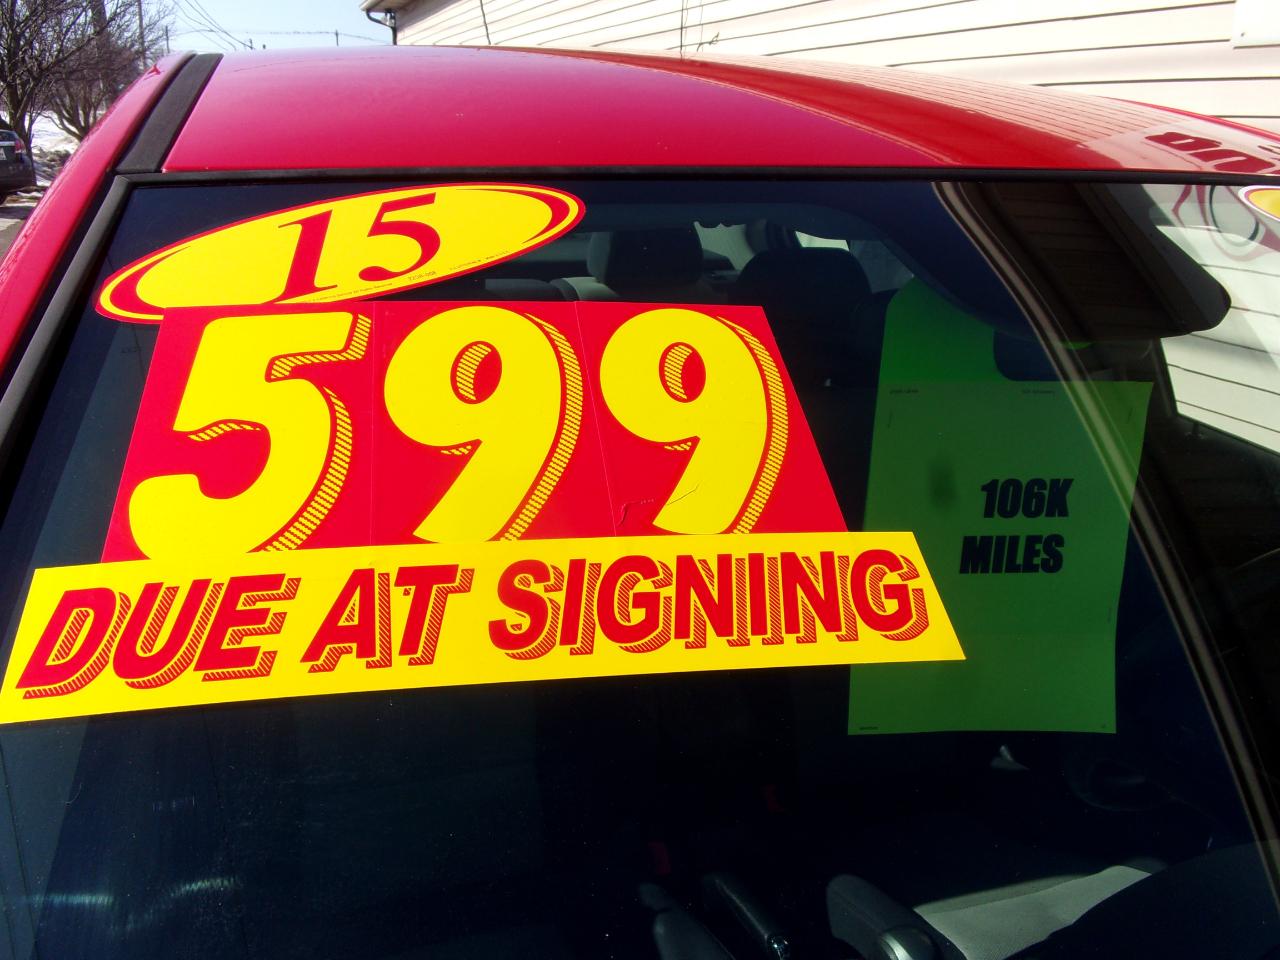 15
599
DUE AT SIGNING
106K
MILES